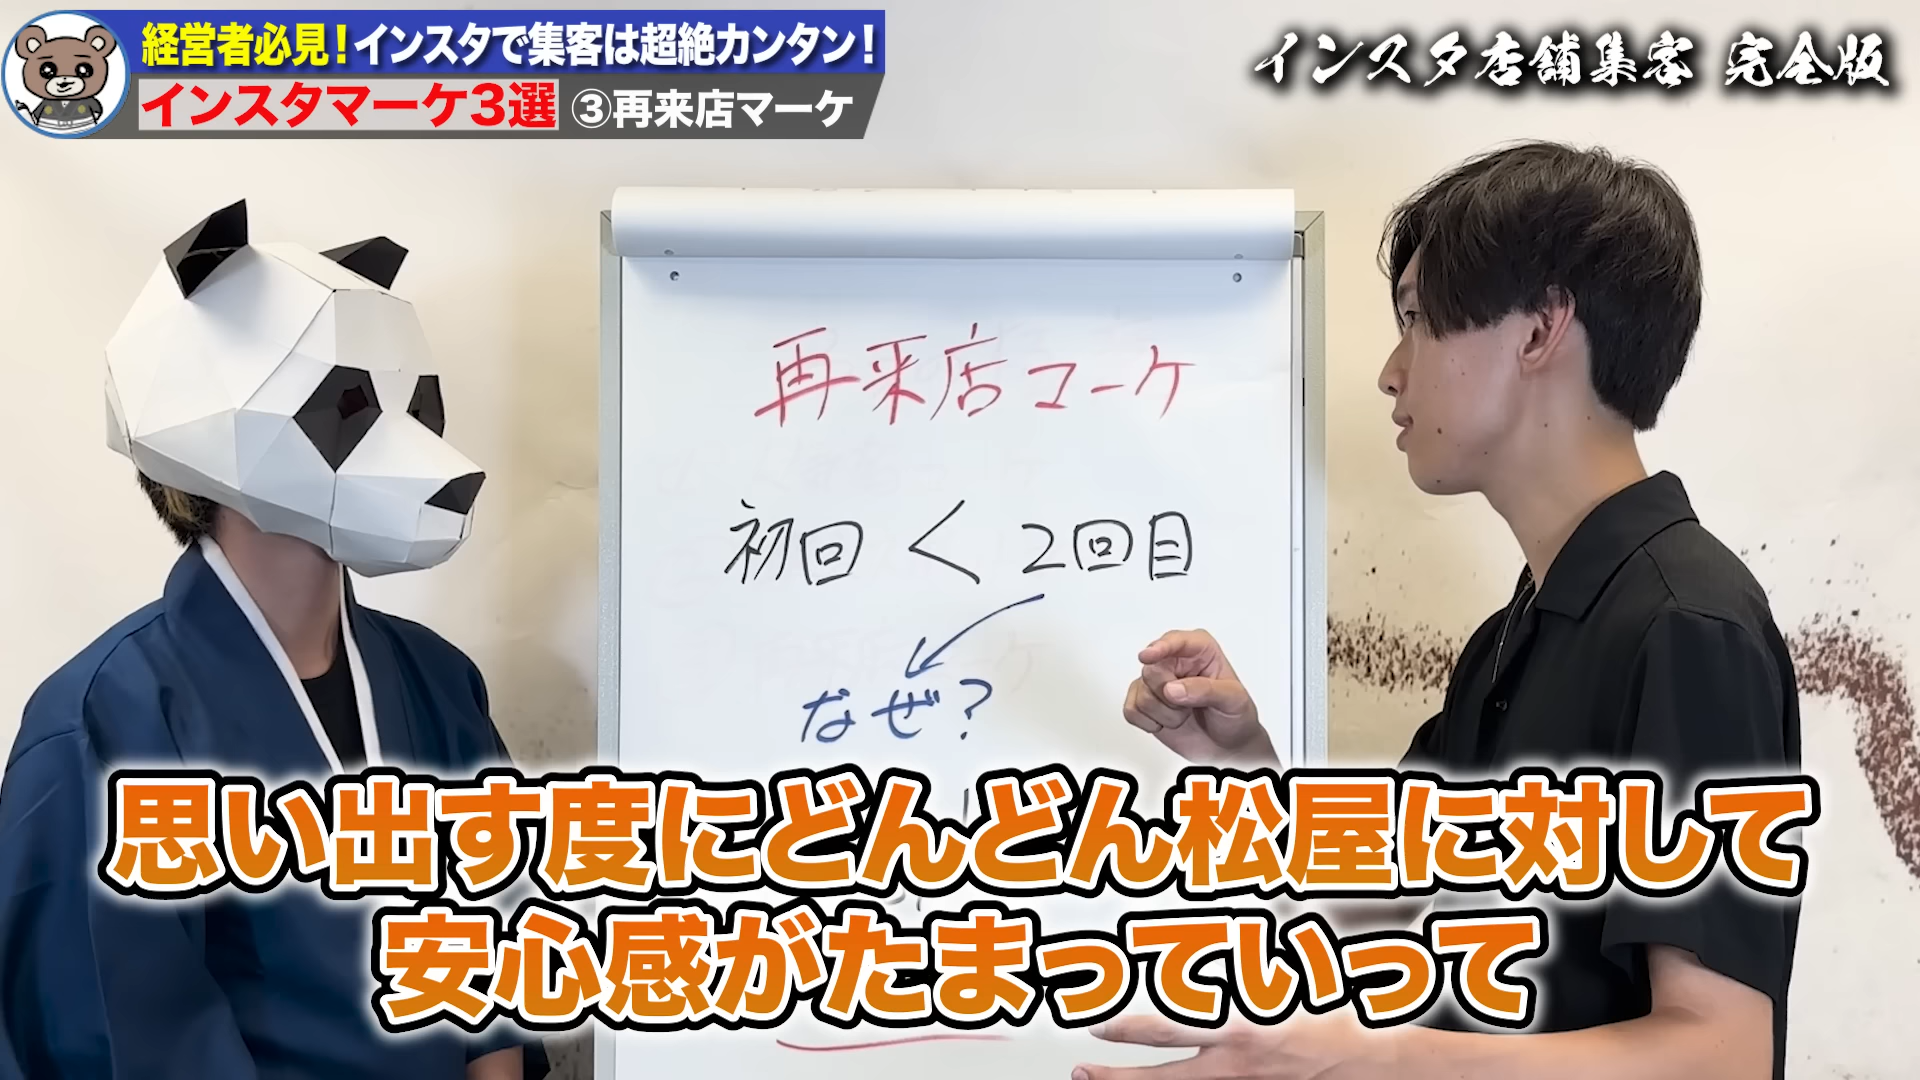 経営者必見！インスタで集客は超絶カンタン！
インスタマーケ3選 ③再来店マーケ
インスタ店舗集客 完全版
再来店マーケ
初回 < 2回目
なぜ？
思い出す度にどんどん松屋に対して
安心感がたまっていって